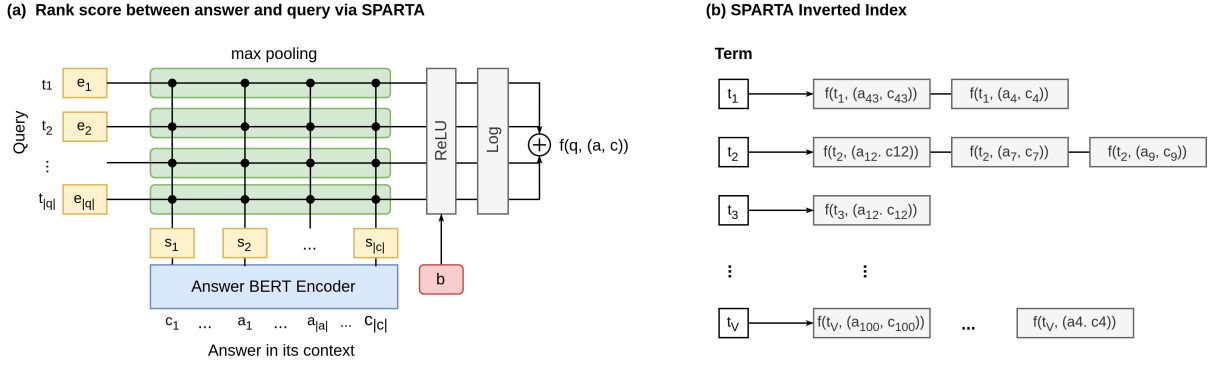 (a) Rank score between answer and query via SPARTA
max pooling
Query
t1 e1
t2 e2
⋮
t|q| e|q|
ReLU
Log
f(q, (a, c))
s1 s2 ... s|c|
b
Answer BERT Encoder
c1 ... a1 ... a|a| ... c|c|
Answer in its context
(b) SPARTA Inverted Index
Term
t1 f(t1, (a43, c43)) f(t1, (a4, c4))
t2 f(t2, (a12. c12)) f(t2, (a7, c7)) f(t2, (a9, c9))
t3 f(t3, (a12. c12))
⋮ ⋮
tV f(tV, (a100, c100)) ... f(tV, (a4. c4))